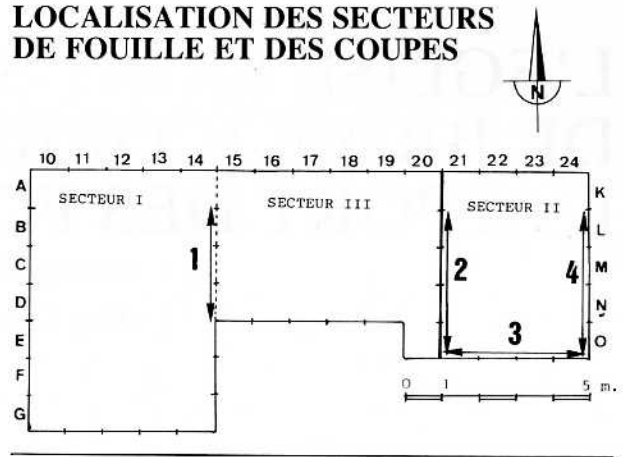 LOCALISATION DES SECTEURS
DE FOUILLE ET DES COUPES
N
10 11 12 13 14 15 16 17 18 19 20 21 22 23 24
A
B
C
D
E
F
G
SECTEUR I
SECTEUR III
SECTEUR II
K
L
M
N
O
1
2
3
4
0 1 5 m.